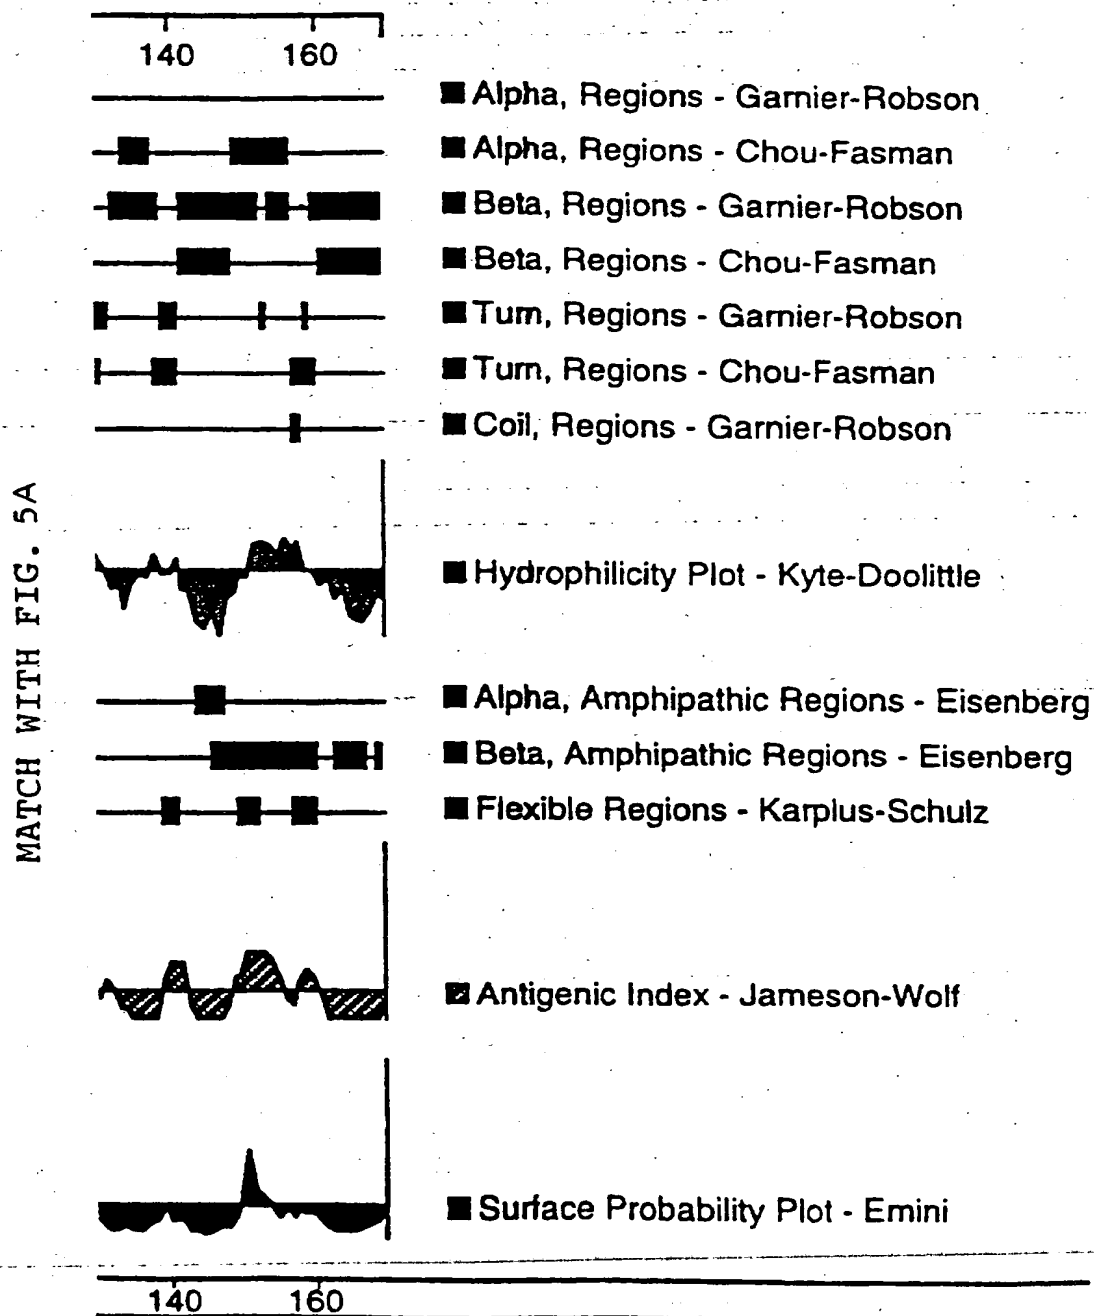 140 160
Alpha, Regions - Garnier-Robson
Alpha, Regions - Chou-Fasman
Beta, Regions - Garnier-Robson
Beta, Regions - Chou-Fasman
Turn, Regions - Garnier-Robson
Turn, Regions - Chou-Fasman
Coil, Regions - Garnier-Robson
MATCH WITH FIG. 5A
Hydrophilicity Plot - Kyte-Doolittle
Alpha, Amphipathic Regions - Eisenberg
Beta, Amphipathic Regions - Eisenberg
Flexible Regions - Karplus-Schulz
Antigenic Index - Jameson-Wolf
Surface Probability Plot - Emini
140 160